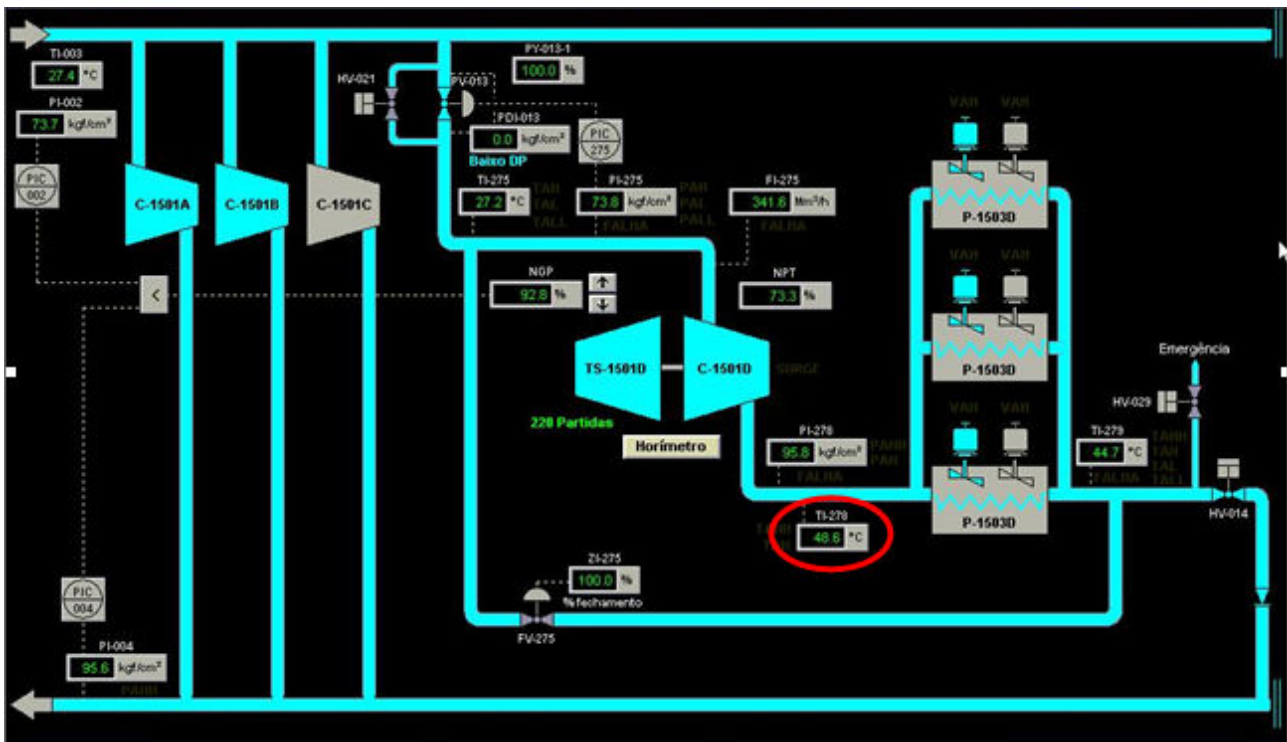 TI-003
27.4 °C
PI-002
73.7 kgf/cm²
PIC
002
HV-021
PV-013
PY-013-1
100.0 %
PDI-013
0.0 kgf/cm²
Baixo DP
PIC
275
TI-275
27.2 °C
TAH
TAL
TALL
PI-275
73.8 kgf/cm²
FALHA
PAH
PAL
PALL
FI-275
341.6 Mm³/h
FALHA
C-1501A
C-1501B
C-1501C
<
NGP
92.8 %
NPT
73.3 %
TS-1501D
C-1501D
SURGE
220 Partidas
Horímetro
VAH VAH
P-1503D
VAH VAH
P-1503D
VAH VAH
P-1503D
PI-278
95.8 kgf/cm²
PAHH
PAH
FALHA
TI-278
48.6 °C
TAHH
Emergência
HV-029
TI-279
44.7 °C
FALHA
TAHH
TAH
TAL
TALL
HV-014
ZI-275
100.0 %
% fechamento
FV-275
PIC
004
PI-004
95.6 kgf/cm²
PAHH